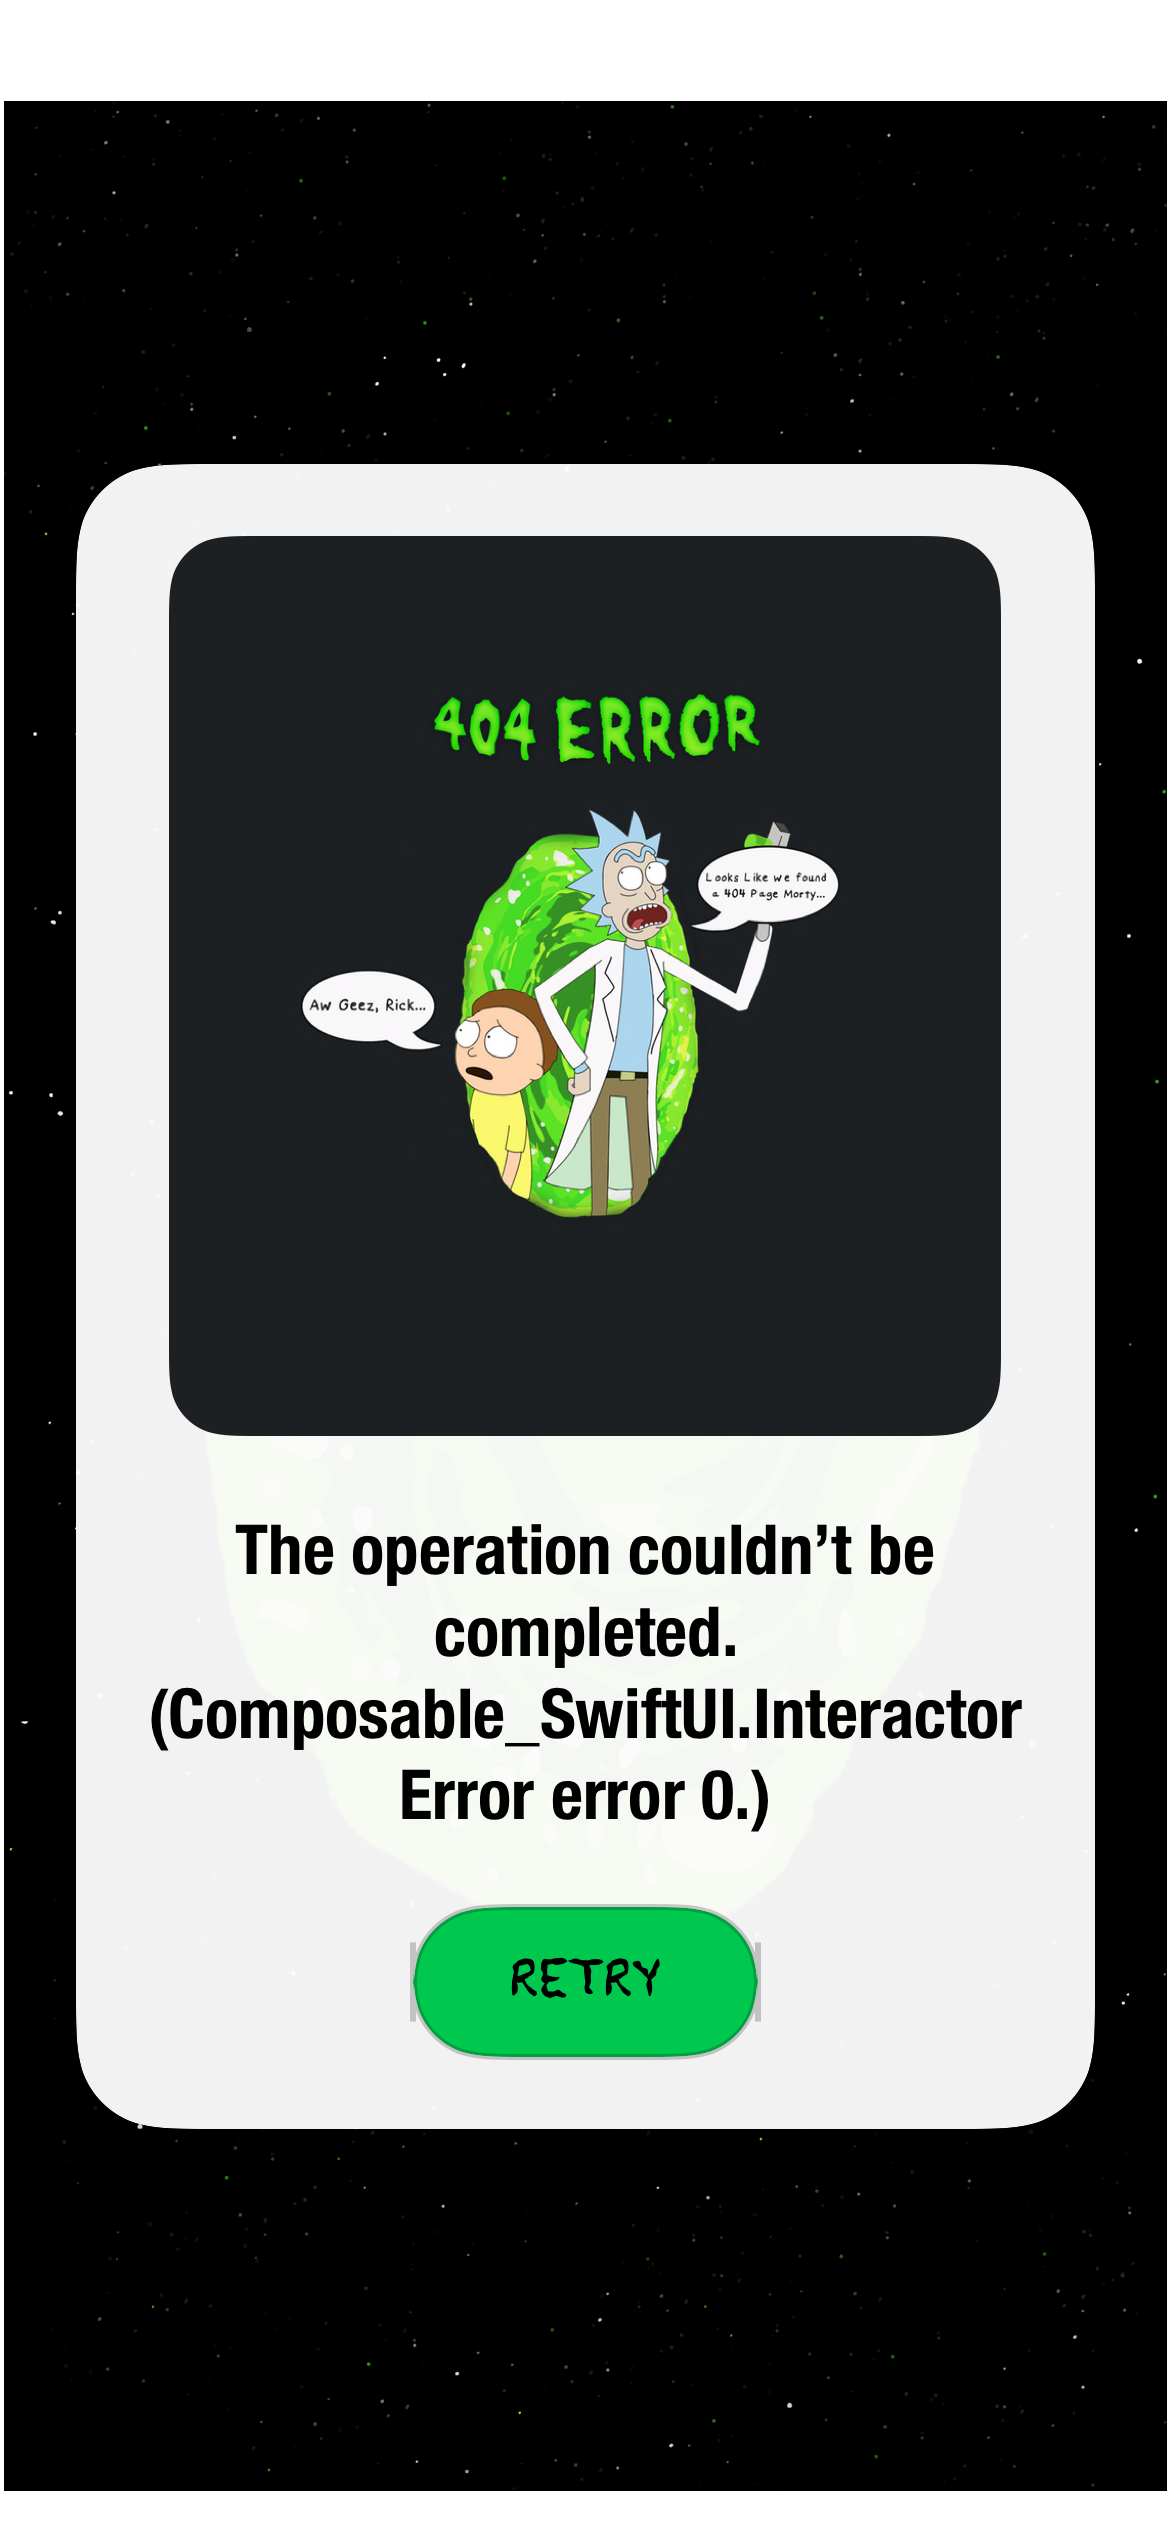 404 ERROR
Looks Like we found
a 404 Page Morty...
Aw Geez, Rick...
The operation couldn’t be
completed.
(Composable_SwiftUI.Interactor
Error error 0.)
RETRY